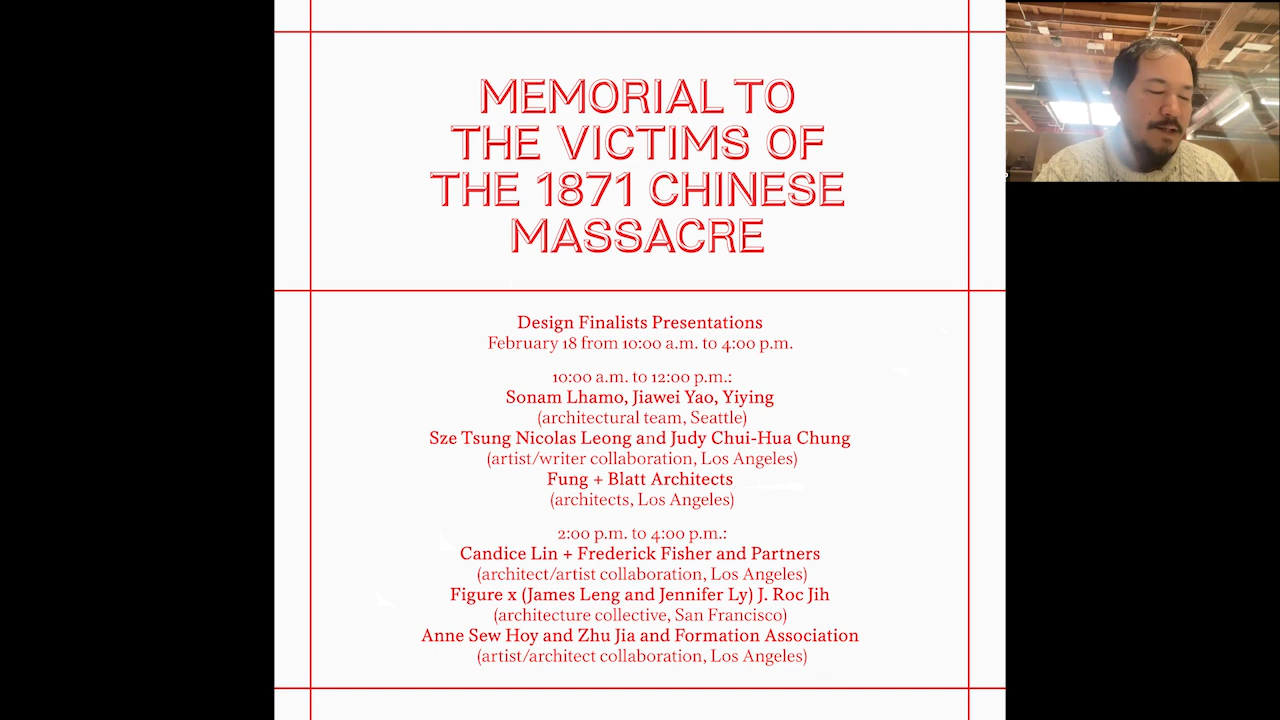 MEMORIAL TO
THE VICTIMS OF
THE 1871 CHINESE
MASSACRE
Design Finalists Presentations
February 18 from 10:00 a.m. to 4:00 p.m.
10:00 a.m. to 12:00 p.m.:
Sonam Lhamo, Jiawei Yao, Yiying
(architectural team, Seattle)
Sze Tsung Nicolas Leong and Judy Chui-Hua Chung
(artist/writer collaboration, Los Angeles)
Fung + Blatt Architects
(architects, Los Angeles)
2:00 p.m. to 4:00 p.m.:
Candice Lin + Frederick Fisher and Partners
(architect/artist collaboration, Los Angeles)
Figure x (James Leng and Jennifer Ly) J. Roc Jih
(architecture collective, San Francisco)
Anne Sew Hoy and Zhu Jia and Formation Association
(artist/architect collaboration, Los Angeles)